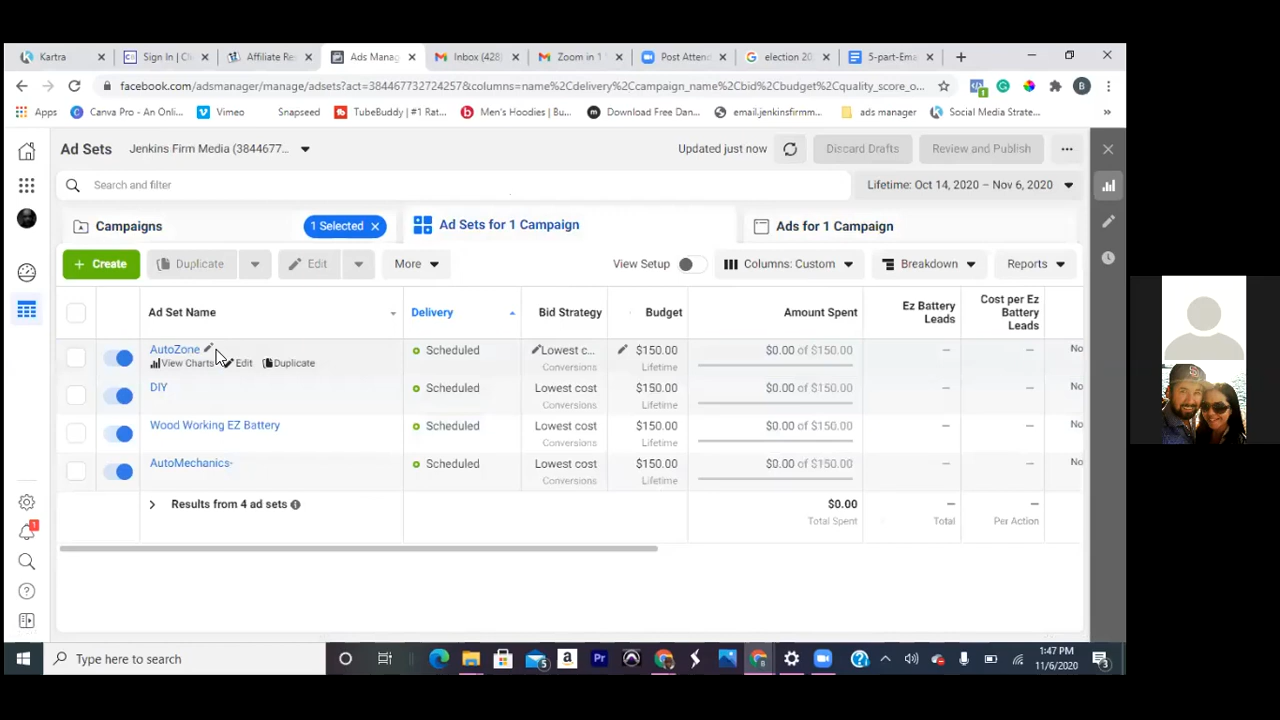 Kartra
Sign In | Cli
Affiliate Re
Ads Manag
Inbox (428)
Zoom in 1
Post Attend
election 20
5-part-Ema
facebook.com/adsmanager/manage/adsets?act=384467732724257&columns=name%2Cdelivery%2Ccampaign_name%2Cbid%2Cbudget%2Cquality_score_o...
B
Apps
Canva Pro - An Onli...
Vimeo
Snapseed
TubeBuddy | #1 Rat...
Men's Hoodies | Bu...
Download Free Dan...
email.jenkinsfirmm...
ads manager
Social Media Strate...
»
Ad Sets
Jenkins Firm Media (3844677...
Updated just now
Discard Drafts
Review and Publish
Search and filter
Lifetime: Oct 14, 2020 – Nov 6, 2020
Campaigns
1 Selected
Ad Sets for 1 Campaign
Ads for 1 Campaign
+ Create
Duplicate
Edit
More
View Setup
Columns: Custom
Breakdown
Reports
Ad Set Name
Delivery
Bid Strategy
Budget
Amount Spent
Ez Battery Leads
Cost per Ez Battery Leads
AutoZone
Scheduled
Lowest c...
$150.00
$0.00 of $150.00
—
—
No
View Charts
Edit
Duplicate
Conversions
Lifetime
DIY
Scheduled
Lowest cost
$150.00
$0.00 of $150.00
—
—
No
Conversions
Lifetime
Wood Working EZ Battery
Scheduled
Lowest cost
$150.00
$0.00 of $150.00
—
—
No
Conversions
Lifetime
AutoMechanics-
Scheduled
Lowest cost
$150.00
$0.00 of $150.00
—
—
No
Conversions
Lifetime
Results from 4 ad sets
$0.00
—
—
Total Spent
Total
Per Action
1
Type here to search
5
Pr
1:47 PM
11/6/2020
3